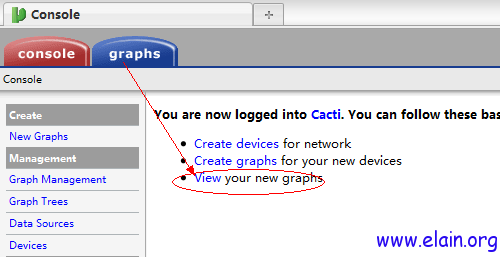 Console
console graphs
Console
Create
New Graphs
Management
Graph Management
Graph Trees
Data Sources
Devices
You are now logged into Cacti. You can follow these bas
Create devices for network
Create graphs for your new devices
View your new graphs
www.elain.org